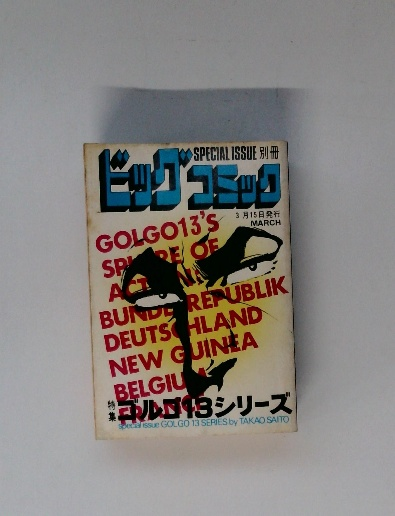 SPECIAL ISSUE 別冊
ビッグコミック
3月15日発行
MARCH
GOLGO13'S
SPHERE OF
ACTION
BUNDESREPUBLIK
DEUTSCHLAND
NEW GUINEA
BELGIUM
FRANCE
特集 ゴルゴ13シリーズ
special issue GOLGO 13 SERIES by TAKAO SAITO